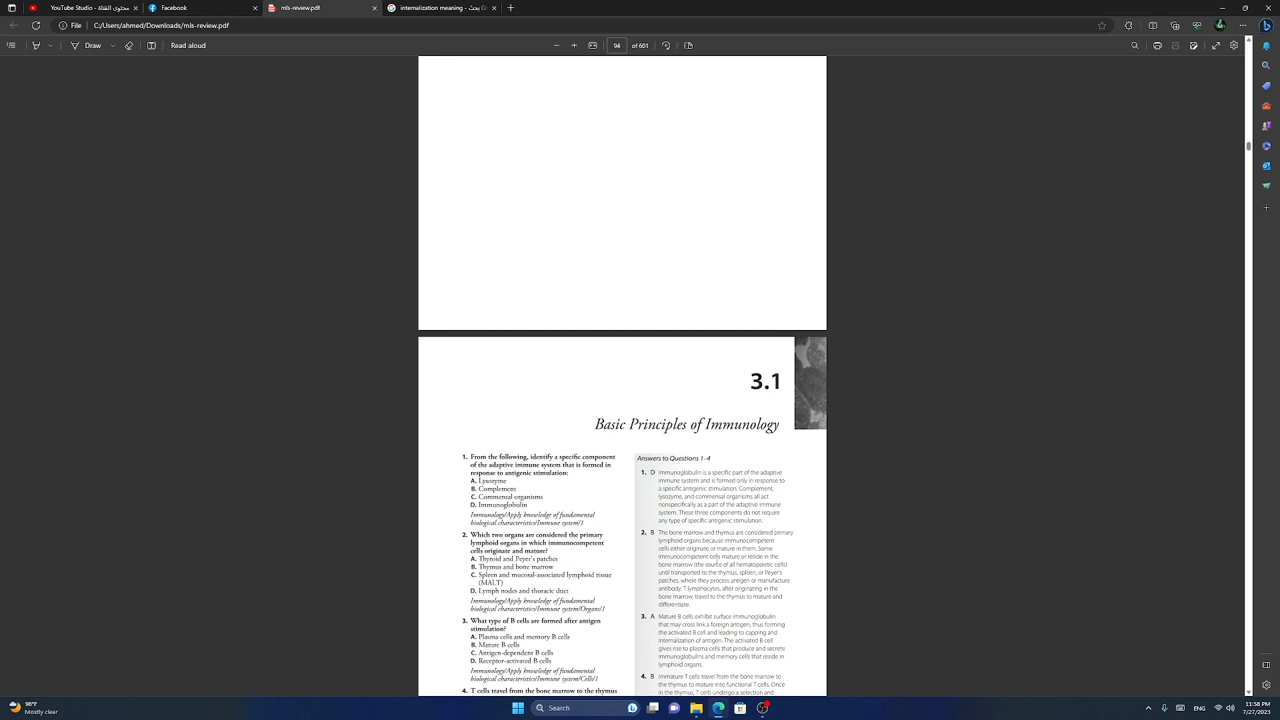 YouTube Studio - محتوى القناة
Facebook
mls-review.pdf
internalization meaning -
File
C:/Users/ahmed/Downloads/mls-review.pdf
Draw
Read aloud
94
of 601
3.1
Basic Principles of Immunology
1. From the following, identify a specific component
of the adaptive immune system that is formed in
response to antigenic stimulation:
A. Lysozyme
B. Complement
C. Commensal organisms
D. Immunoglobulin
Immunology/Apply knowledge of fundamental
biological characteristics/Immune system/1
2. Which two organs are considered the primary
lymphoid organs in which immunocompetent
cells originate and mature?
A. Thyroid and Peyer's patches
B. Thymus and bone marrow
C. Spleen and mucosal-associated lymphoid tissue
(MALT)
D. Lymph nodes and thoracic duct
Immunology/Apply knowledge of fundamental
biological characteristics/Immune system/Organs/1
3. What type of B cells are formed after antigen
stimulation?
A. Plasma cells and memory B cells
B. Mature B cells
C. Antigen-dependent B cells
D. Receptor-activated B cells
Immunology/Apply knowledge of fundamental
biological characteristics/Immune system/Cells/1
4. T cells travel from the bone marrow to the thymus
Answers to Questions 1–4
1. D Immunoglobulin is a specific part of the adaptive
immune system and is formed only in response to
a specific antigenic stimulation. Complement,
lysozyme, and commensal organisms all act
nonspecifically as a part of the adaptive immune
system. These three components do not require
any type of specific antigenic stimulation.
2. B The bone marrow and thymus are considered primary
lymphoid organs because immunocompetent
cells either originate or mature in them. Some
immunocompetent cells mature or reside in the
bone marrow (the source of all hematopoietic cells)
until transported to the thymus, spleen, or Peyer's
patches, where they process antigen or manufacture
antibody. T lymphocytes, after originating in the
bone marrow, travel to the thymus to mature and
differentiate.
3. A Mature B cells exhibit surface immunoglobulin
that may cross link a foreign antigen, thus forming
the activated B cell and leading to capping and
internalization of antigen. The activated B cell
gives rise to plasma cells that produce and secrete
immunoglobulins and memory cells that reside in
lymphoid organs.
4. B Immature T cells travel from the bone marrow to
the thymus to mature into functional T cells. Once
in the thymus, T cells undergo a selection and
98°F
Mostly clear
Search
11:58 PM
7/27/2023